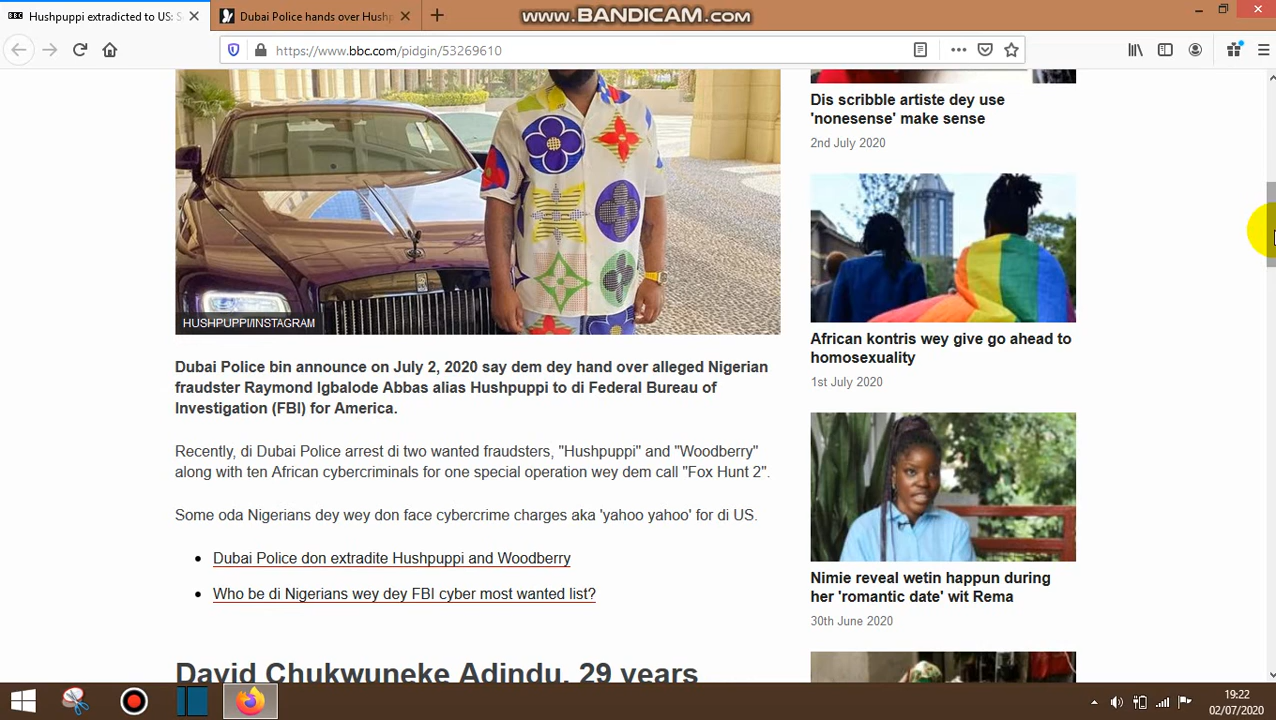 Hushpuppi extradited to US: S
Dubai Police hands over Hushp
www.BANDICAM.com
https://www.bbc.com/pidgin/53269610
HUSHPUPPI/INSTAGRAM
Dubai Police bin announce on July 2, 2020 say dem dey hand over alleged Nigerian
fraudster Raymond Igbalode Abbas alias Hushpuppi to di Federal Bureau of
Investigation (FBI) for America.
Recently, di Dubai Police arrest di two wanted fraudsters, "Hushpuppi" and "Woodberry"
along with ten African cybercriminals for one special operation wey dem call "Fox Hunt 2".
Some oda Nigerians dey wey don face cybercrime charges aka 'yahoo yahoo' for di US.
Dubai Police don extradite Hushpuppi and Woodberry
Who be di Nigerians wey dey FBI cyber most wanted list?
David Chukwuneke Adindu, 29 years
Dis scribble artiste dey use
'nonesense' make sense
2nd July 2020
African kontris wey give go ahead to
homosexuality
1st July 2020
Nimie reveal wetin happun during
her 'romantic date' wit Rema
30th June 2020
19:22
02/07/2020